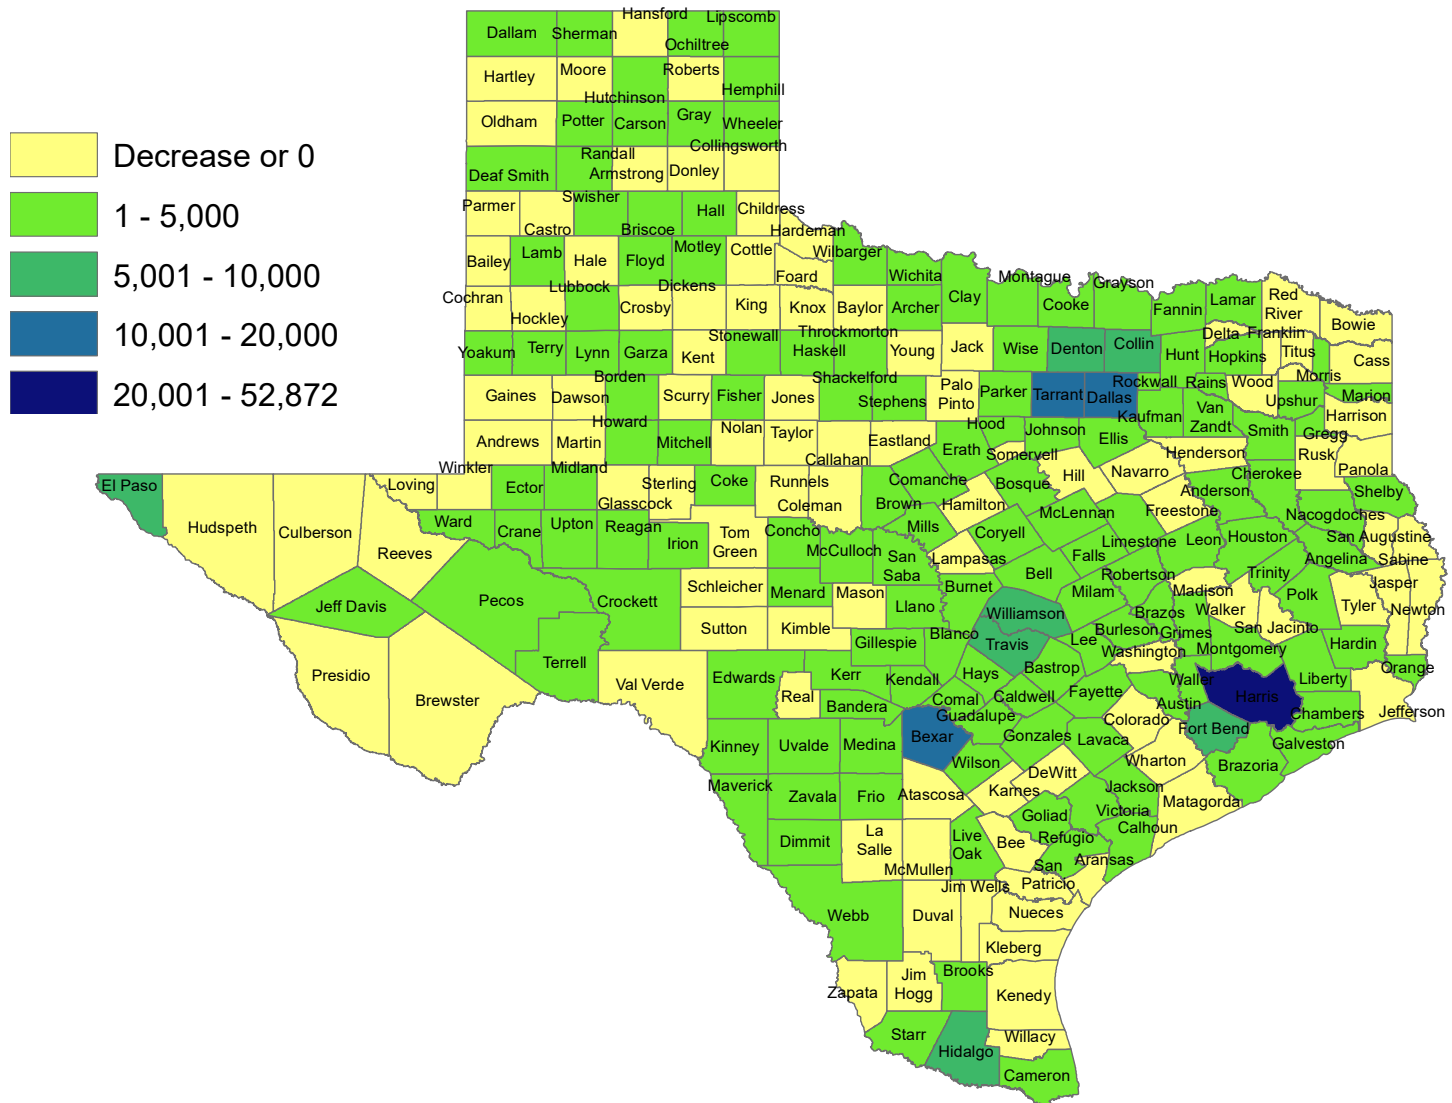 Decrease or 0
1 - 5,000
5,001 - 10,000
10,001 - 20,000
20,001 - 52,872
Dallam
Sherman
Hansford
Ochiltree
Lipscomb
Hartley
Moore
Hutchinson
Roberts
Hemphill
Oldham
Potter
Carson
Gray
Wheeler
Deaf Smith
Randall
Armstrong
Donley
Collingsworth
Parmer
Castro
Swisher
Briscoe
Hall
Childress
Hardeman
Bailey
Lamb
Hale
Floyd
Motley
Cottle
Foard
Wilbarger
Wichita
Clay
Montague
Cooke
Grayson
Fannin
Lamar
Red
River
Bowie
Cochran
Hockley
Lubbock
Crosby
Dickens
King
Knox
Baylor
Archer
Yoakum
Terry
Lynn
Garza
Kent
Stonewall
Haskell
Throckmorton
Young
Jack
Wise
Denton
Collin
Hunt
Delta
Hopkins
Franklin
Titus
Morris
Cass
Gaines
Dawson
Borden
Scurry
Fisher
Jones
Shackelford
Stephens
Palo
Pinto
Parker
Tarrant
Dallas
Rockwall
Rains
Wood
Upshur
Marion
Harrison
Andrews
Martin
Howard
Mitchell
Nolan
Taylor
Callahan
Eastland
Erath
Hood
Somervell
Johnson
Ellis
Kaufman
Van
Zandt
Smith
Gregg
Rusk
Panola
El Paso
Hudspeth
Culberson
Reeves
Loving
Winkler
Ector
Midland
Glasscock
Sterling
Coke
Runnels
Coleman
Brown
Comanche
Hamilton
Bosque
Hill
Navarro
Henderson
Anderson
Cherokee
Nacogdoches
Shelby
Ward
Crane
Upton
Reagan
Irion
Tom
Green
Concho
McCulloch
San
Saba
Mills
Lampasas
Coryell
McLennan
Limestone
Freestone
Leon
Houston
Angelina
San Augustine
Sabine
Jeff Davis
Pecos
Crockett
Schleicher
Menard
Mason
Llano
Burnet
Bell
Falls
Robertson
Milam
Madison
Walker
Trinity
Polk
Tyler
Jasper
Newton
Presidio
Brewster
Terrell
Sutton
Kimble
Gillespie
Blanco
Williamson
Travis
Lee
Burleson
Brazos
Grimes
Washington
San Jacinto
Montgomery
Liberty
Hardin
Orange
Val Verde
Edwards
Real
Kerr
Bandera
Kendall
Hays
Comal
Caldwell
Bastrop
Fayette
Austin
Waller
Harris
Chambers
Jefferson
Kinney
Uvalde
Medina
Bexar
Guadalupe
Gonzales
Lavaca
Colorado
Fort Bend
Galveston
Brazoria
Wharton
Wilson
Maverick
Zavala
Frio
Atascosa
Karnes
DeWitt
Jackson
Victoria
Matagorda
Calhoun
Dimmit
La
Salle
McMullen
Live
Oak
Bee
Goliad
Refugio
Aransas
San
Patricio
Webb
Duval
Jim Wells
Nueces
Kleberg
Zapata
Jim
Hogg
Brooks
Kenedy
Starr
Hidalgo
Willacy
Cameron